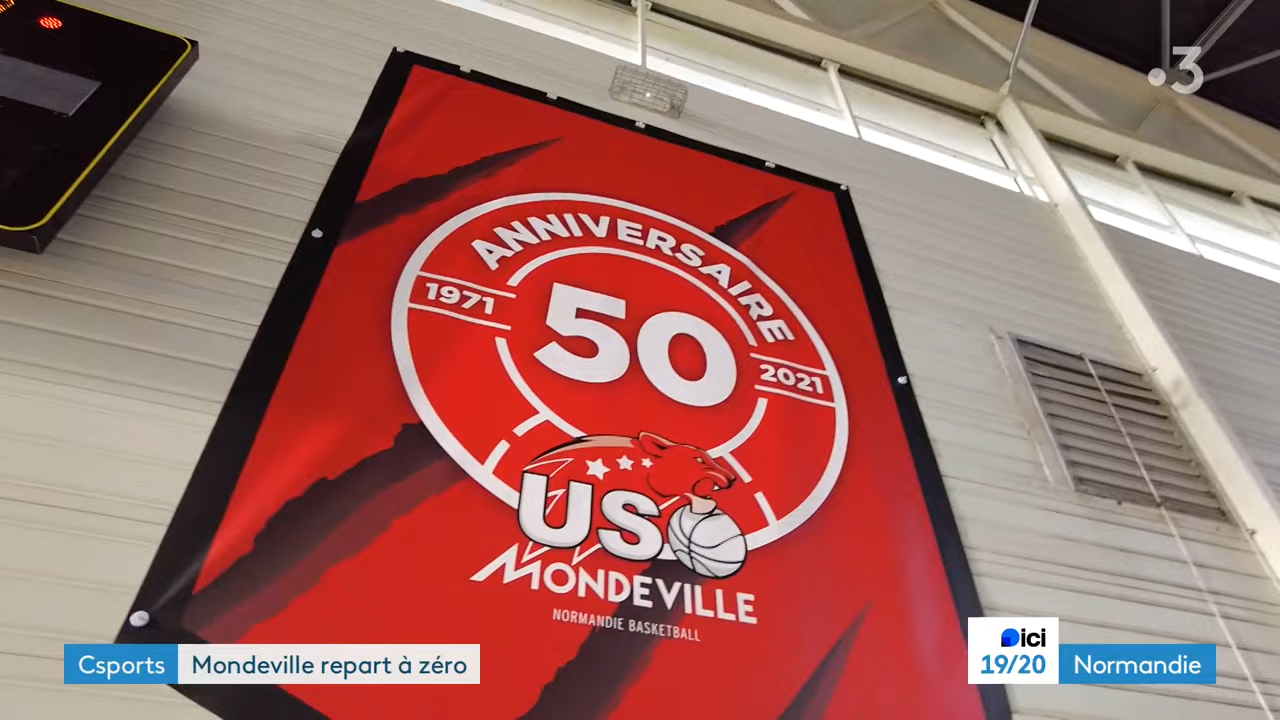 3
ANNIVERSAIRE
1971
50
2021
USO
MONDEVILLE
NORMANDIE BASKETBALL
ici
Csports
Mondeville repart à zéro
19/20
Normandie